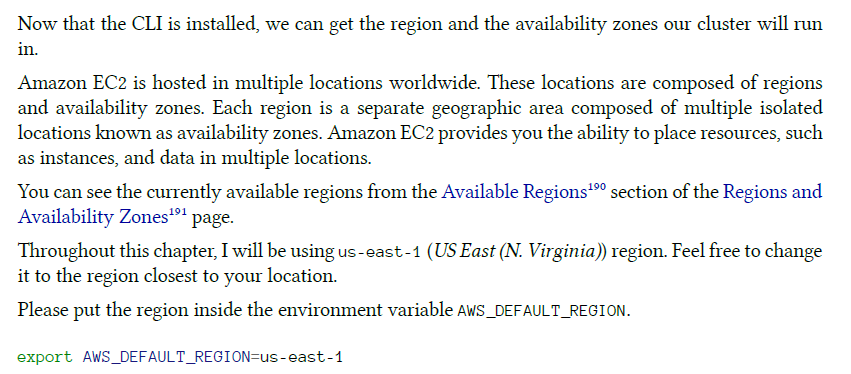 Now that the CLI is installed, we can get the region and the availability zones our cluster will run
in.
Amazon EC2 is hosted in multiple locations worldwide. These locations are composed of regions
and availability zones. Each region is a separate geographic area composed of multiple isolated
locations known as availability zones. Amazon EC2 provides you the ability to place resources, such
as instances, and data in multiple locations.
You can see the currently available regions from the Available Regions¹⁹⁰ section of the Regions and
Availability Zones¹⁹¹ page.
Throughout this chapter, I will be using us-east-1 (US East (N. Virginia)) region. Feel free to change
it to the region closest to your location.
Please put the region inside the environment variable AWS_DEFAULT_REGION.
export AWS_DEFAULT_REGION=us-east-1